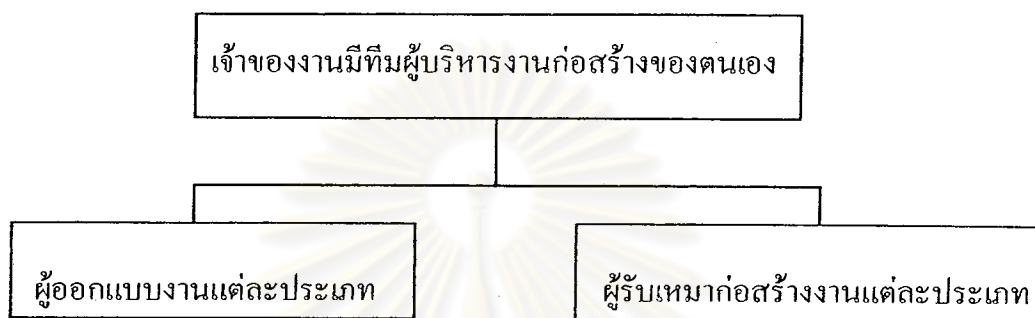 เจ้าของงานมีทีมผู้บริหารงานก่อสร้างของตนเอง
ผู้ออกแบบงานแต่ละประเภท
ผู้รับเหมาก่อสร้างงานแต่ละประเภท